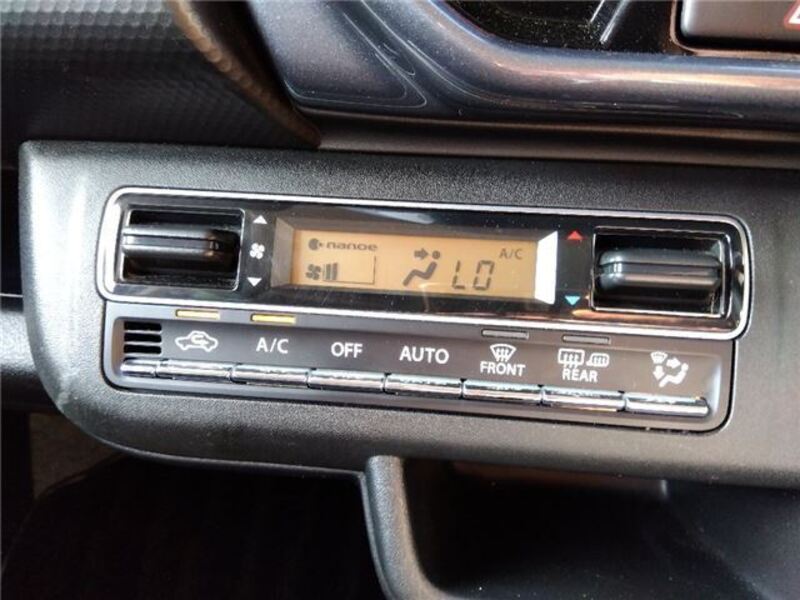 nanoe
A/C
LO
A/C
OFF
AUTO
FRONT
REAR